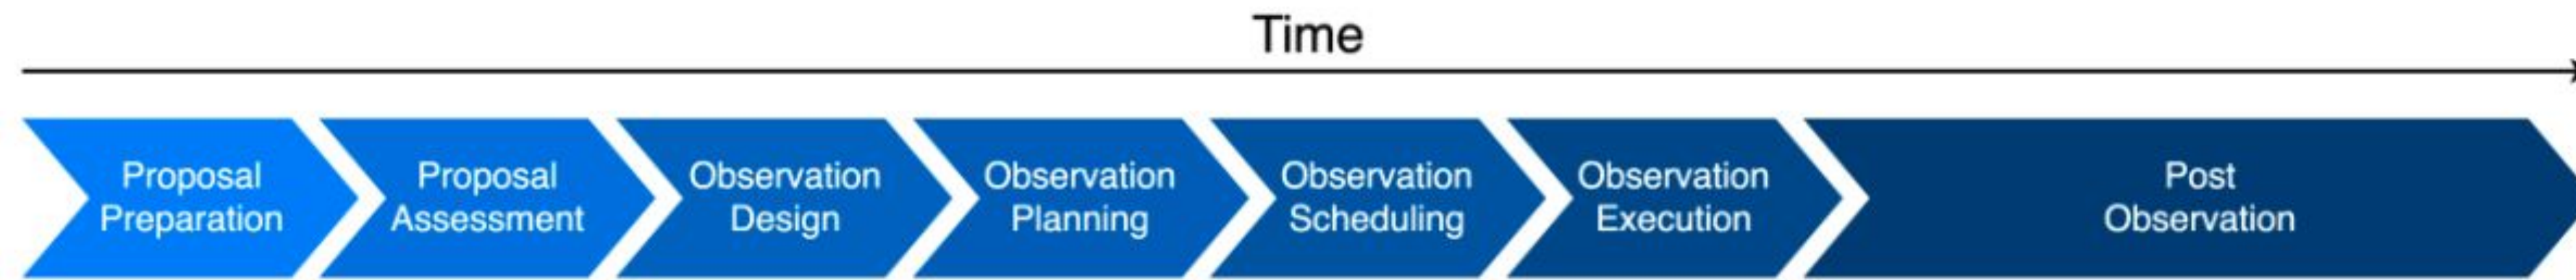 Time
Proposal
Preparation
Proposal
Assessment
Observation
Design
Observation
Planning
Observation
Scheduling
Observation
Execution
Post
Observation